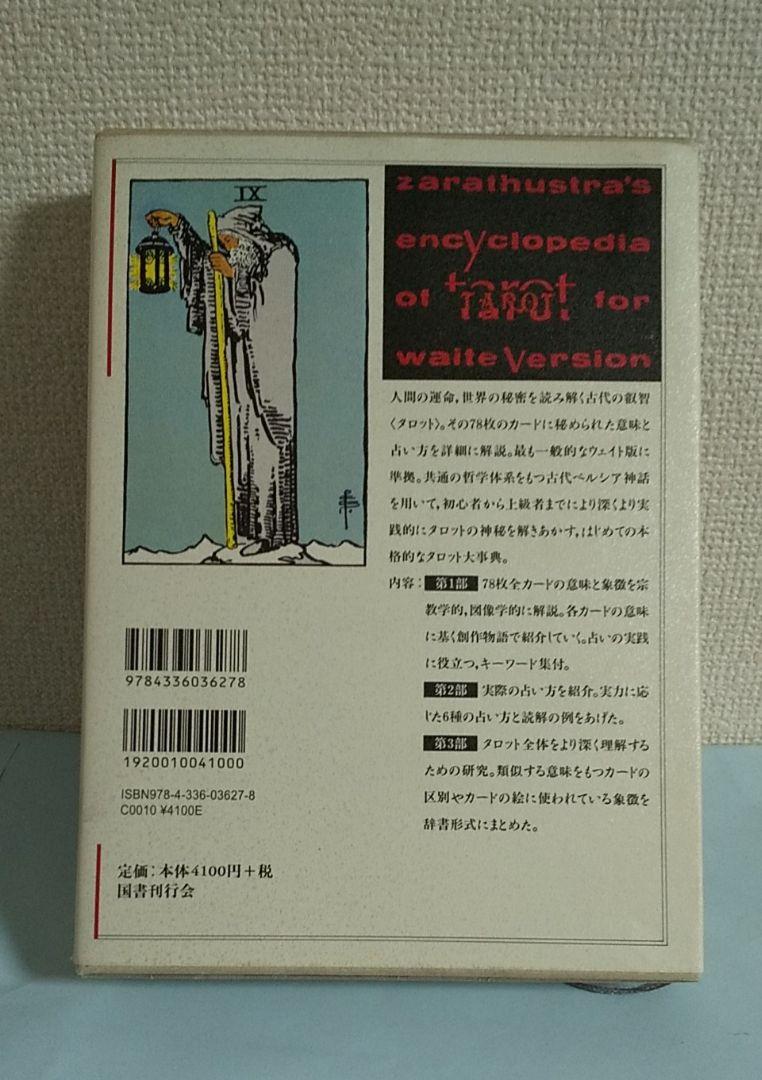 IX
zarathustra's
encyclopedia
of tarot TAROT for
waite Version
人間の運命，世界の秘密を読み解く古代の叡智
〈タロット〉。その78枚のカードに秘められた意味と
占い方を詳細に解説。最も一般的なウェイト版に
準拠。共通の哲学体系をもつ古代ペルシア神話
を用いて，初心者から上級者までにより深くより実
践的にタロットの神秘を解きあかす，はじめての本
格的なタロット大事典。
内容： 第1部 78枚全カードの意味と象徴を宗
教学的，図像学的に解説。各カードの意味
に基く創作物語で紹介していく。占いの実践
に役立つ，キーワード集付。
第2部 実際の占い方を紹介。実力に応
じた6種の占い方と読解の例をあげた。
第3部 タロット全体をより深く理解する
ための研究。類似する意味をもつカードの
区別やカードの絵に使われている象徴を
辞書形式にまとめた。
9784336036278
1920010041000
ISBN978-4-336-03627-8
C0010 ¥4100E
定価：本体4100円＋税
国書刊行会